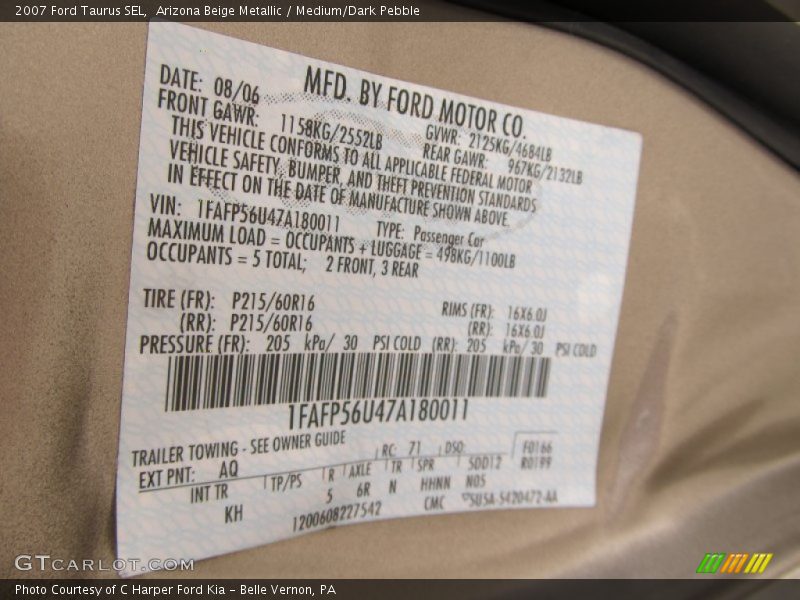 2007 Ford Taurus SEL, Arizona Beige Metallic / Medium/Dark Pebble
MFD. BY FORD MOTOR CO.
DATE: 08/06
GVWR: 2125KG/4684LB
FRONT GAWR: 1158KG/2552LB
REAR GAWR: 967KG/2132LB
THIS VEHICLE CONFORMS TO ALL APPLICABLE FEDERAL MOTOR
VEHICLE SAFETY, BUMPER, AND THEFT PREVENTION STANDARDS
IN EFFECT ON THE DATE OF MANUFACTURE SHOWN ABOVE
VIN: 1FAFP56U47A180011 TYPE: Passenger Car
MAXIMUM LOAD = OCCUPANTS + LUGGAGE = 498KG/1100LB
OCCUPANTS = 5 TOTAL; 2 FRONT, 3 REAR
TIRE (FR): P215/60R16 RIMS (FR): 16X6.0J
(RR): P215/60R16 (RR): 16X6.0J
PRESSURE (FR): 205 kPa/ 30 PSI COLD (RR): 205 kPa/ 30 PSI COLD
1FAFP56U47A180011
TRAILER TOWING - SEE OWNER GUIDE
EXT PNT: AQ RC: 71 DSO: F0166
R0199
INT TR TP/PS R AXLE TR SPR SDD12
KH 5 6R N HHNN N05
1200608227542 CMC 5U5A-5420472-AA
GTCARLOT.COM
Photo Courtesy of C Harper Ford Kia – Belle Vernon, PA